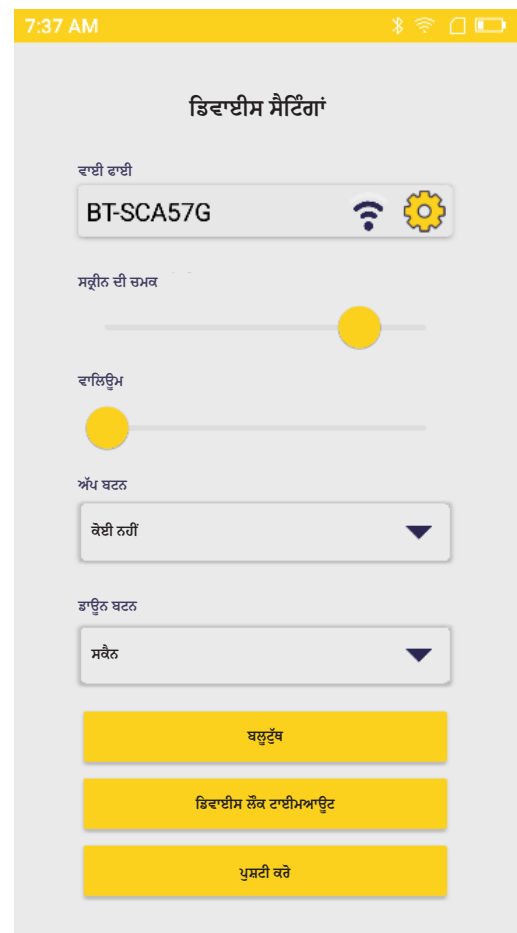 7:37 AM
ਡਿਵਾਈਸ ਸੈਟਿੰਗਾਂ
ਵਾਈ ਫਾਈ
BT-SCA57G
ਸਕ੍ਰੀਨ ਦੀ ਚਮਕ
ਵਾਲਿਊਮ
ਅੱਪ ਬਟਨ
ਕੋਈ ਨਹੀਂ
ਡਾਊਨ ਬਟਨ
ਸਕੈਨ
ਬਲੂਟੁੱਥ
ਡਿਵਾਈਸ ਲੌਕ ਟਾਈਮਆਊਟ
ਪੁਸ਼ਟੀ ਕਰੋ